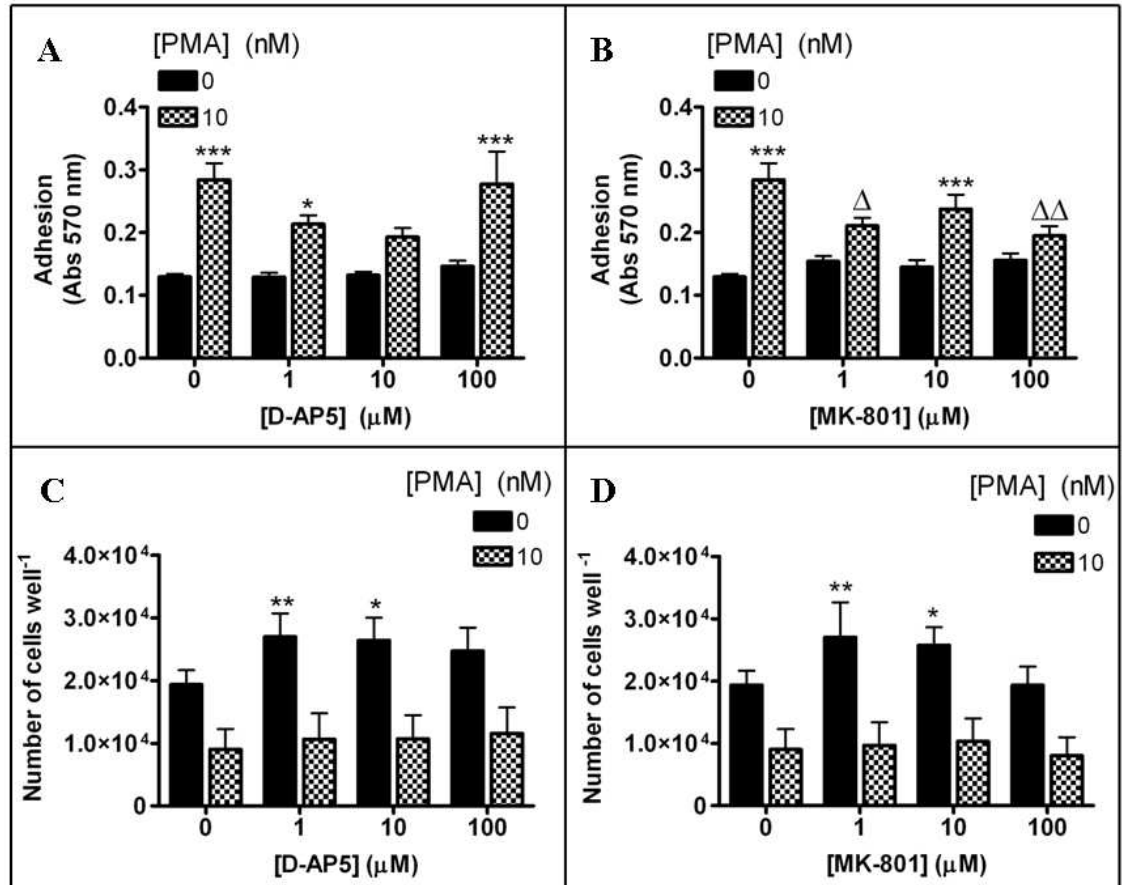 A
[PMA] (nM)
0
10
Adhesion
(Abs 570 nm)
0.4
0.3
0.2
0.1
0.0
***
*
***
0 1 10 100
[D-AP5] (μM)
B
[PMA] (nM)
0
10
Adhesion
(Abs 570 nm)
0.4
0.3
0.2
0.1
0.0
***
Δ
***
ΔΔ
0 1 10 100
[MK-801] (μM)
C
[PMA] (nM)
0
10
Number of cells well⁻¹
4.0×10⁴
3.0×10⁴
2.0×10⁴
1.0×10⁴
0
**
*
0 1 10 100
[D-AP5] (μM)
D
[PMA] (nM)
0
10
Number of cells well⁻¹
4.0×10⁴
3.0×10⁴
2.0×10⁴
1.0×10⁴
0
**
*
0 1 10 100
[MK-801] (μM)